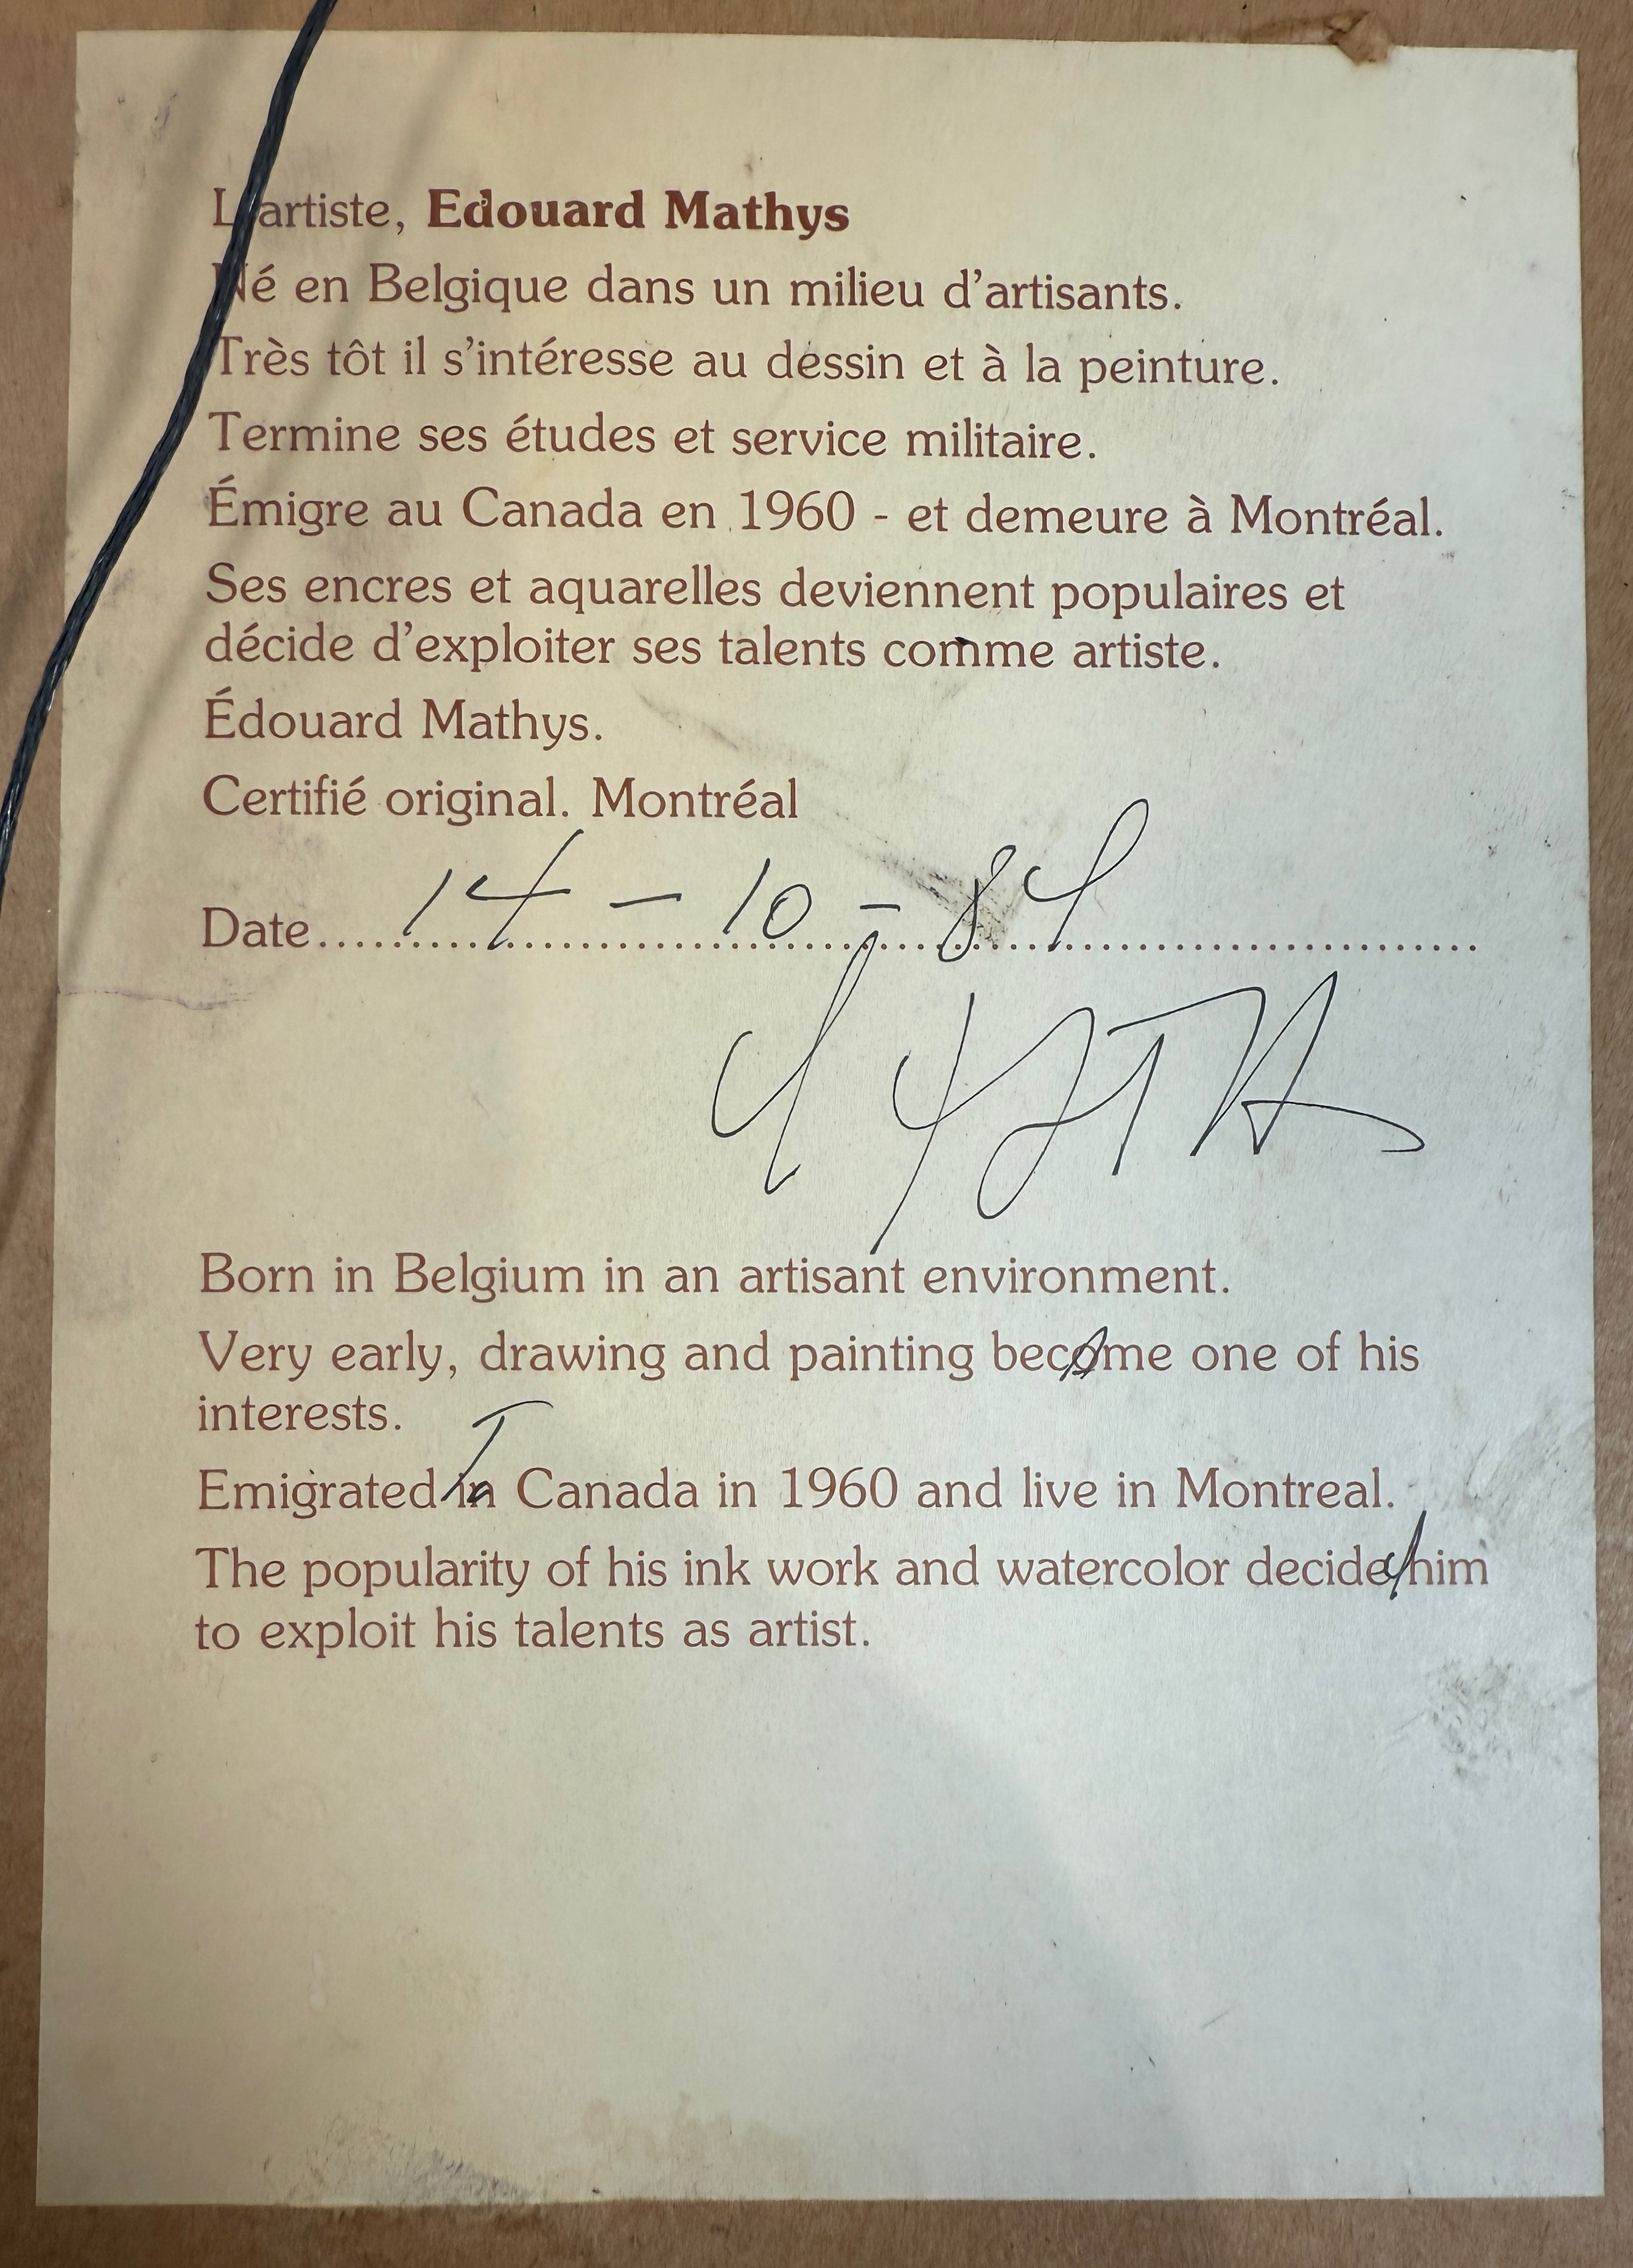 L'artiste, Edouard Mathys
Né en Belgique dans un milieu d'artisants.
Très tôt il s'intéresse au dessin et à la peinture.
Termine ses études et service militaire.
Émigre au Canada en 1960 - et demeure à Montréal.
Ses encres et aquarelles deviennent populaires et
décide d'exploiter ses talents comme artiste.
Édouard Mathys.
Certifié original. Montréal
Date 14-10-84
Born in Belgium in an artisant environment.
Very early, drawing and painting become one of his
interests.
Emigrated To Canada in 1960 and live in Montreal.
The popularity of his ink work and watercolor decided him
to exploit his talents as artist.